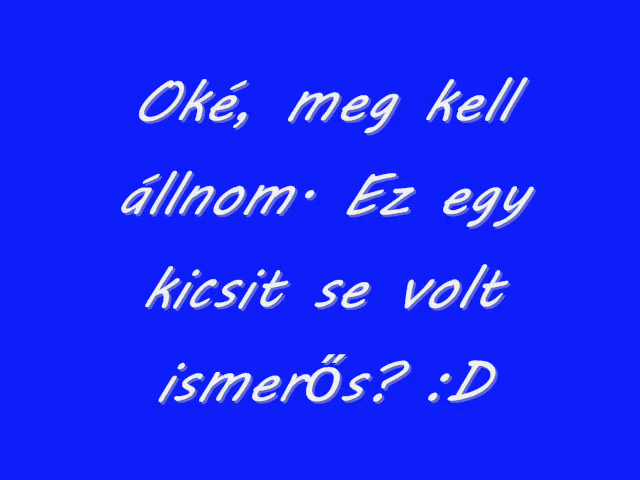 Oké, meg kell
állnom. Ez egy
kicsit se volt
ismerős? :D